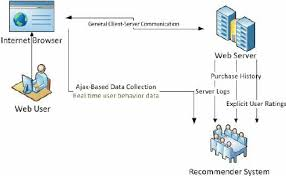 General Client-Server Communication
Internet Browser
Web Server
Purchase History
Ajax-Based Data Collection
Server Logs
Real time user behavior data
Explicit User Ratings
Web User
Recommender System